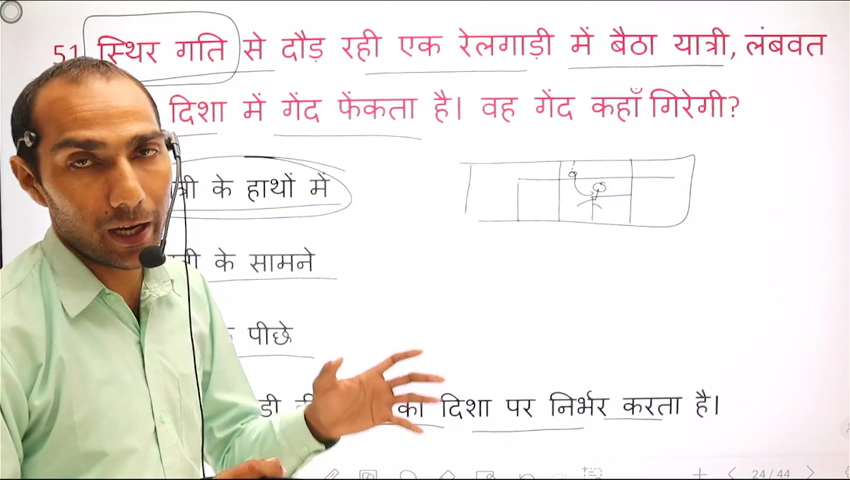 51 स्थिर गति से दौड़ रही एक रेलगाड़ी में बैठा यात्री, लंबवत
दिशा में गेंद फेंकता है। वह गेंद कहाँ गिरेगी?
के हाथों में
के सामने
पीछे
दिशा पर निर्भर करता है।
24 / 44